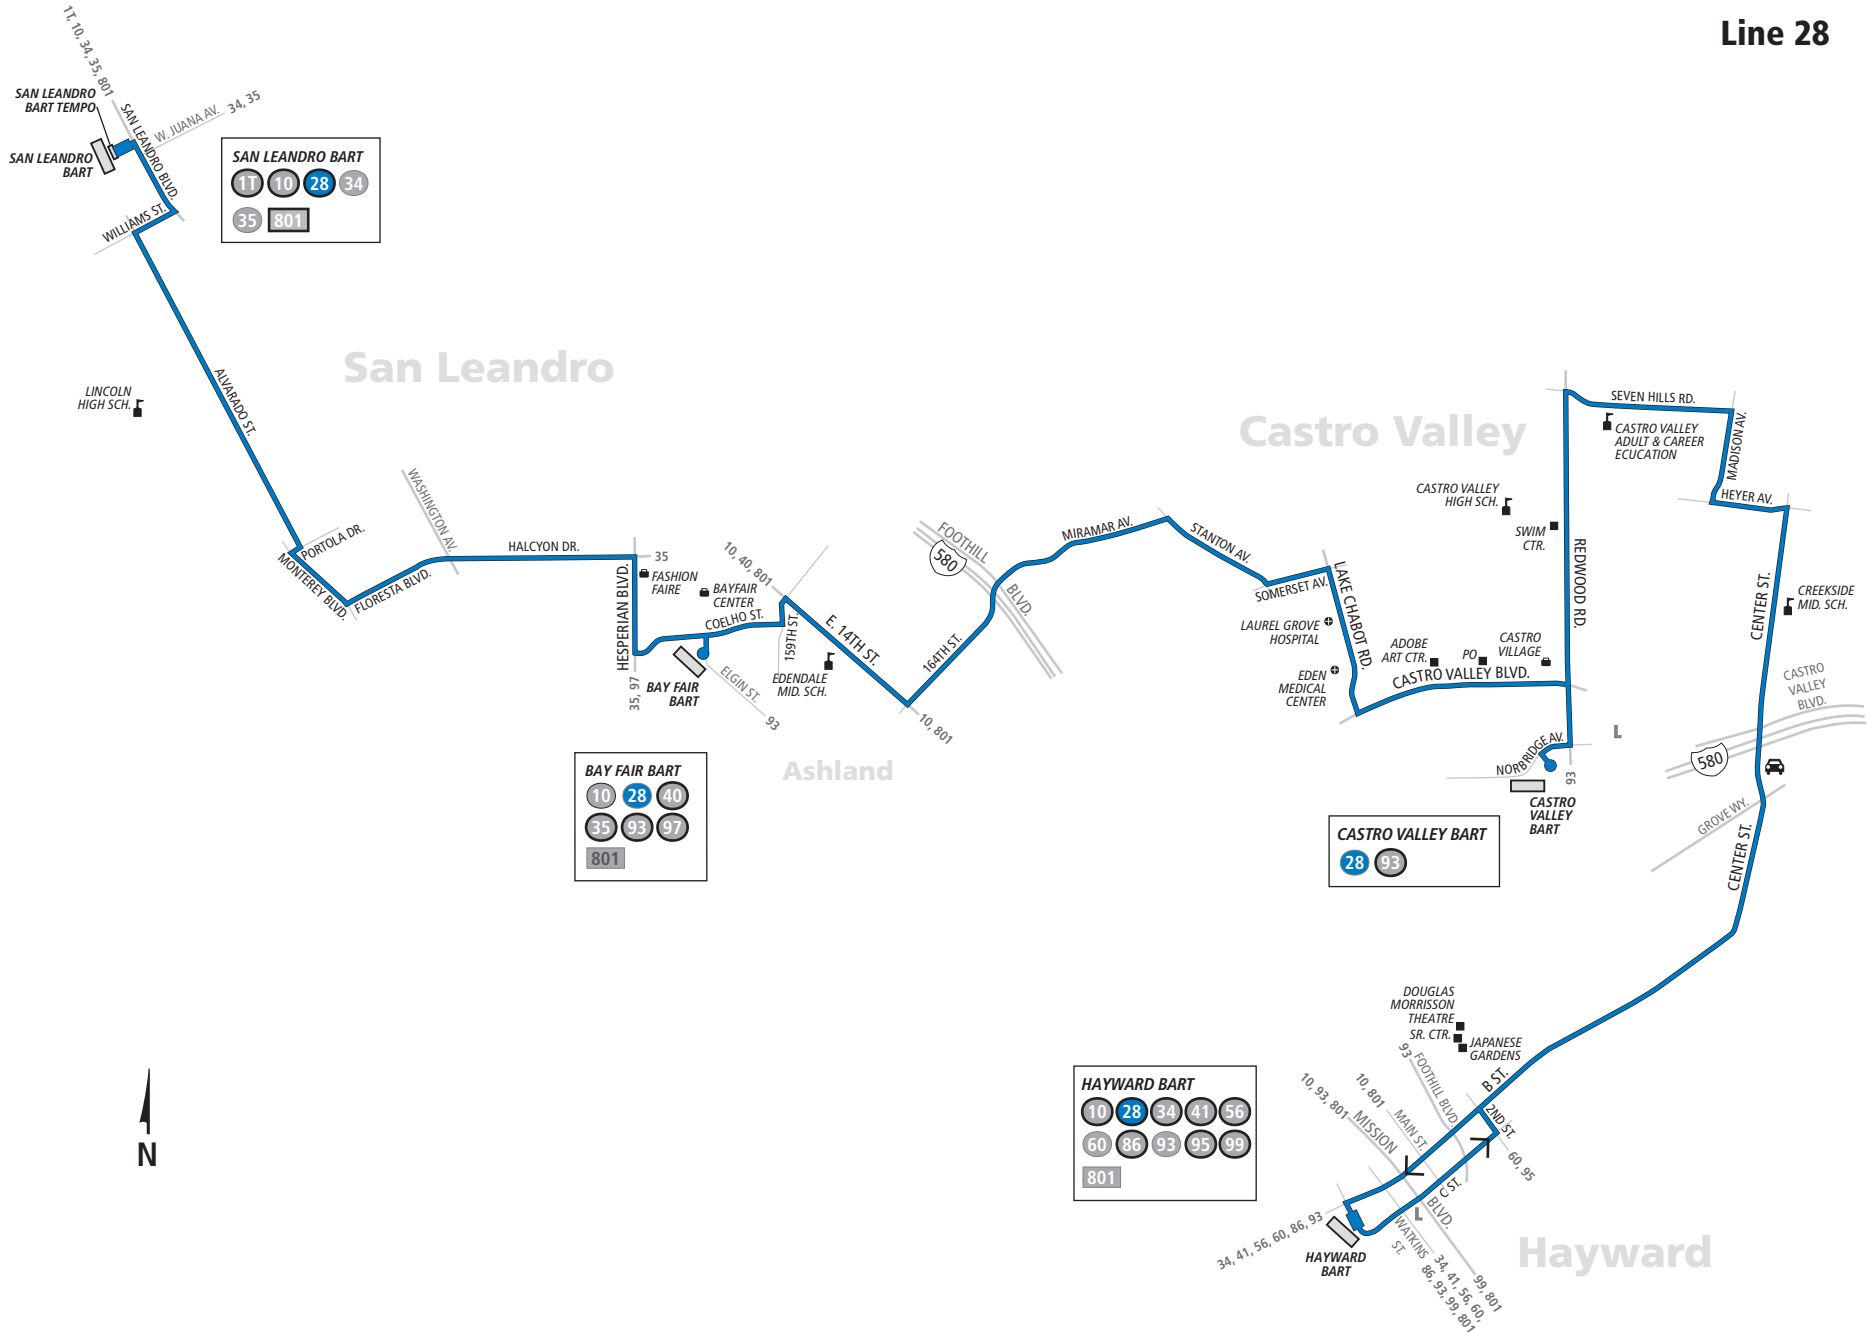 Line 28
1T, 10, 34, 35, 801
SAN LEANDRO
BART TEMPO
SAN LEANDRO BLVD.
W. JUANA AV.
34, 35
SAN LEANDRO
BART
WILLIAMS ST.
SAN LEANDRO BART
1T 10 28 34
35 801
San Leandro
LINCOLN
HIGH SCH.
ALVARADO ST.
PORTOLA DR.
MONTEREY BLVD.
FLORESTA BLVD.
WASHINGTON AV.
HALCYON DR.
35
HESPERIAN BLVD.
35, 97
FASHION
FAIRE
BAYFAIR
CENTER
COELHO ST.
10, 40, 801
159TH ST.
E. 14TH ST.
EDENDALE
MID. SCH.
BAY FAIR
BART
ELGIN ST.
93
164TH ST.
10, 801
Ashland
BAY FAIR BART
10 28 40
35 93 97
801
FOOTHILL
BLVD.
580
MIRAMAR AV.
STANTON AV.
SOMERSET AV.
LAKE CHABOT RD.
LAUREL GROVE
HOSPITAL
EDEN
MEDICAL
CENTER
Castro Valley
CASTRO VALLEY
HIGH SCH.
SWIM
CTR.
REDWOOD RD.
ADOBE
ART CTR.
PO
CASTRO
VILLAGE
CASTRO VALLEY BLVD.
SEVEN HILLS RD.
CASTRO VALLEY
ADULT & CAREER
ECUCATION
MADISON AV.
HEYER AV.
CENTER ST.
CREEKSIDE
MID. SCH.
CASTRO
VALLEY
BLVD.
L
NORBRIDGE AV.
93
CASTRO
VALLEY
BART
580
GROVE WY.
CENTER ST.
CASTRO VALLEY BART
28 93
DOUGLAS
MORRISSON
THEATRE
SR. CTR.
JAPANESE
GARDENS
93
FOOTHILL BLVD.
B ST.
2ND ST.
10, 801
MAIN ST.
10, 93, 801
MISSION
BLVD.
60, 95
C ST.
L
WATKINS
ST.
34, 41, 56, 60, 86, 93
HAYWARD
BART
34, 41, 56, 60,
86, 93, 99, 801
99, 801
Hayward
HAYWARD BART
10 28 34 41 56
60 86 93 95 99
801
N